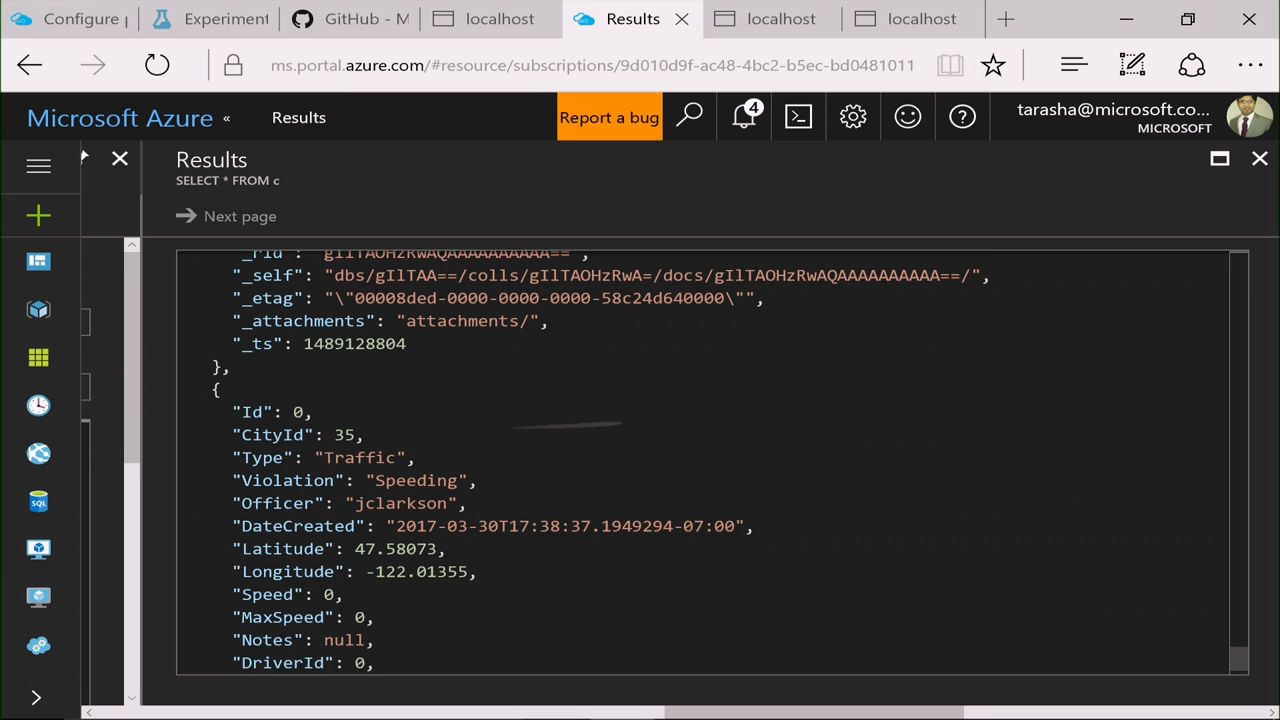 Configure p
Experiment
GitHub - M
localhost
Results
localhost
localhost
ms.portal.azure.com/#resource/subscriptions/9d010d9f-ac48-4bc2-b5ec-bd0481011
Microsoft Azure «
Results
Report a bug
4
tarasha@microsoft.co...
MICROSOFT
Results
SELECT * FROM c
Next page
"_rid" "gIlTAOHzRwAQAAAAAAAAAA==",
"_self": "dbs/gIlTAA==/colls/gIlTAOHzRwA=/docs/gIlTAOHzRwAQAAAAAAAAAA==/",
"_etag": "\"00008ded-0000-0000-0000-58c24d640000\"",
"_attachments": "attachments/",
"_ts": 1489128804
},
{
"Id": 0,
"CityId": 35,
"Type": "Traffic",
"Violation": "Speeding",
"Officer": "jclarkson",
"DateCreated": "2017-03-30T17:38:37.1949294-07:00",
"Latitude": 47.58073,
"Longitude": -122.01355,
"Speed": 0,
"MaxSpeed": 0,
"Notes": null,
"DriverId": 0,
SQL